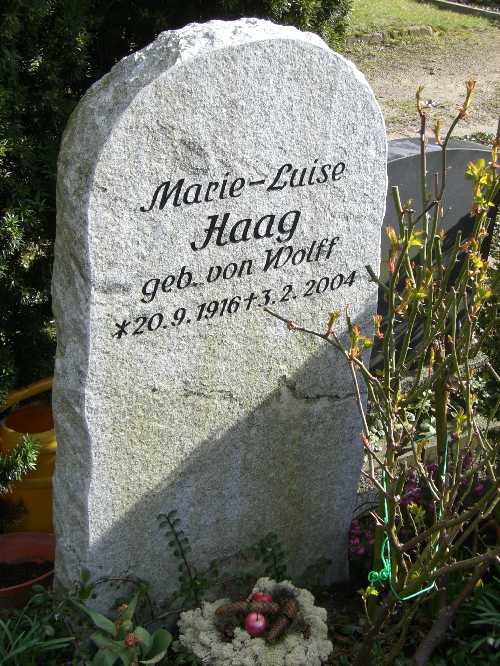 Marie-Luise
Haag
geb. von Wolff
*20.9.1916†3.2.2004